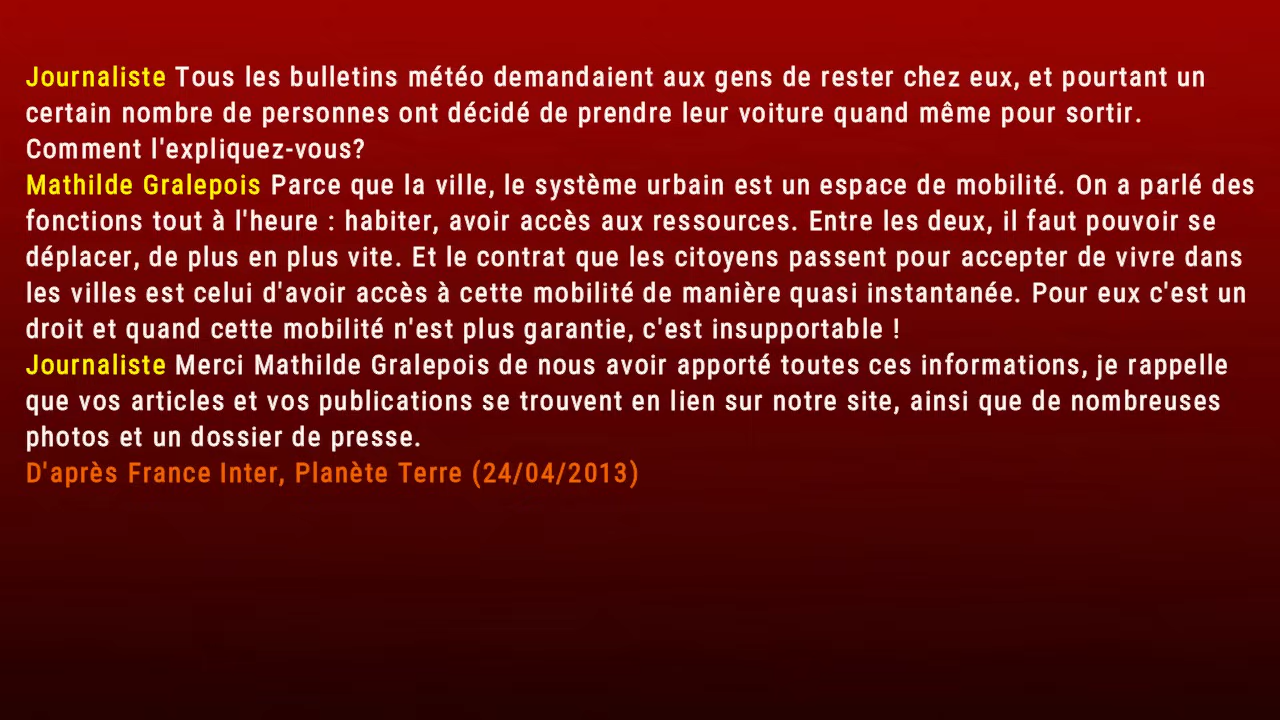 Journaliste Tous les bulletins météo demandaient aux gens de rester chez eux, et pourtant un
certain nombre de personnes ont décidé de prendre leur voiture quand même pour sortir.
Comment l'expliquez-vous?
Mathilde Gralepois Parce que la ville, le système urbain est un espace de mobilité. On a parlé des
fonctions tout à l'heure : habiter, avoir accès aux ressources. Entre les deux, il faut pouvoir se
déplacer, de plus en plus vite. Et le contrat que les citoyens passent pour accepter de vivre dans
les villes est celui d'avoir accès à cette mobilité de manière quasi instantanée. Pour eux c'est un
droit et quand cette mobilité n'est plus garantie, c'est insupportable !
Journaliste Merci Mathilde Gralepois de nous avoir apporté toutes ces informations, je rappelle
que vos articles et vos publications se trouvent en lien sur notre site, ainsi que de nombreuses
photos et un dossier de presse.
D'après France Inter, Planète Terre (24/04/2013)